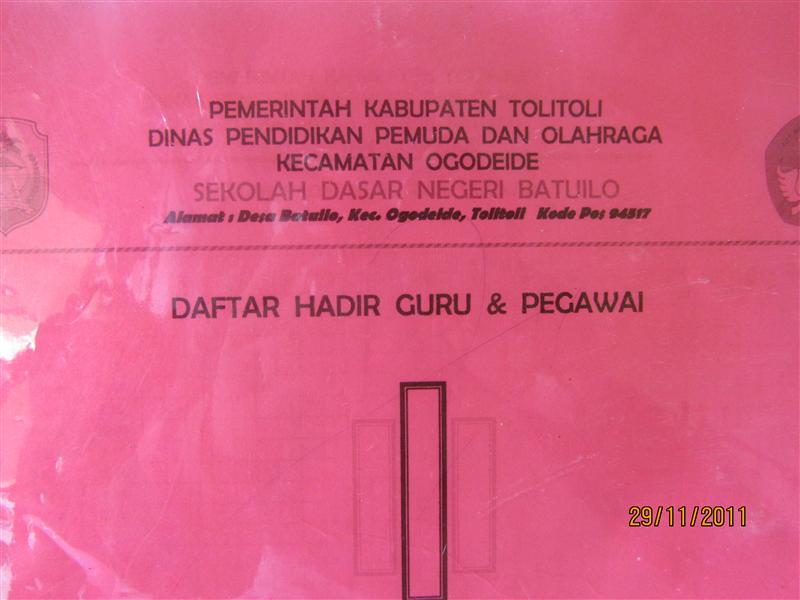 PEMERINTAH KABUPATEN TOLITOLI
DINAS PENDIDIKAN PEMUDA DAN OLAHRAGA
KECAMATAN OGODEIDE
SEKOLAH DASAR NEGERI BATUILO
Alamat : Desa Batuilo, Kec. Ogodeide, Tolitoli Kode Pos 94517
DAFTAR HADIR GURU & PEGAWAI
29/11/2011